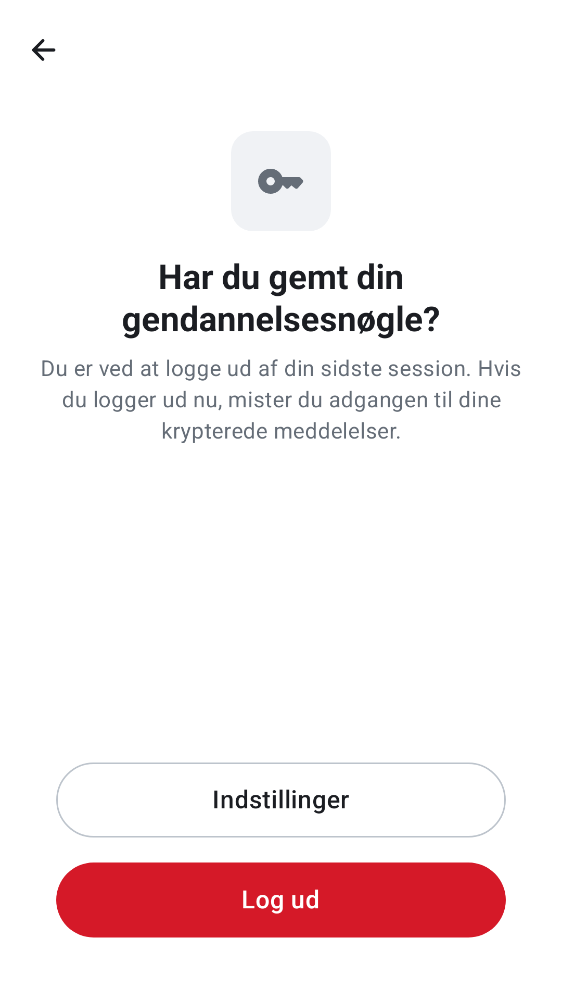 Har du gemt din
gendannelsesnøgle?
Du er ved at logge ud af din sidste session. Hvis
du logger ud nu, mister du adgangen til dine
krypterede meddelelser.
Indstillinger
Log ud